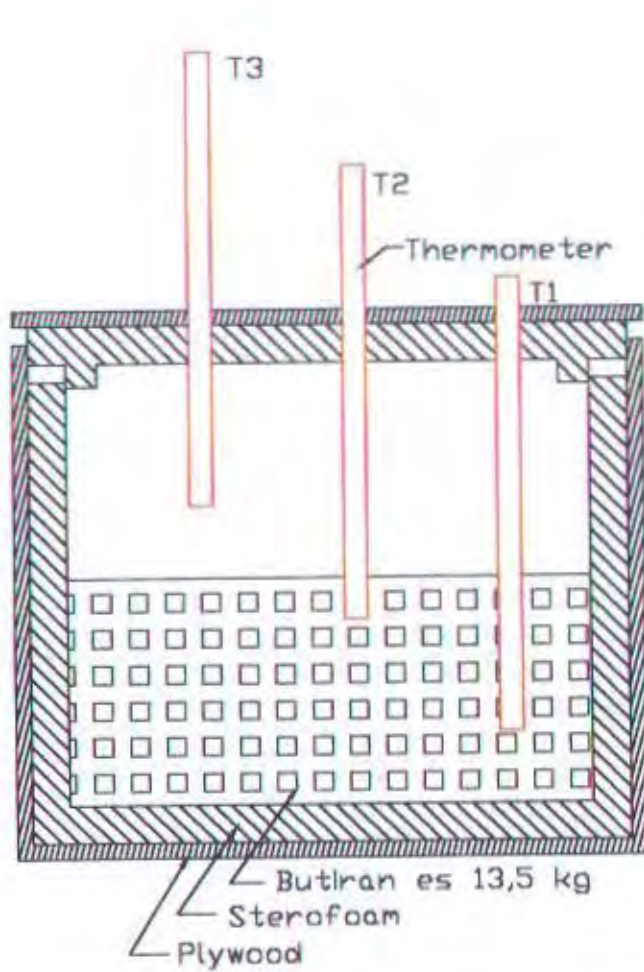 T3
T2
Thermometer
T1
Butiran es 13,5 kg
Sterofoam
Plywood